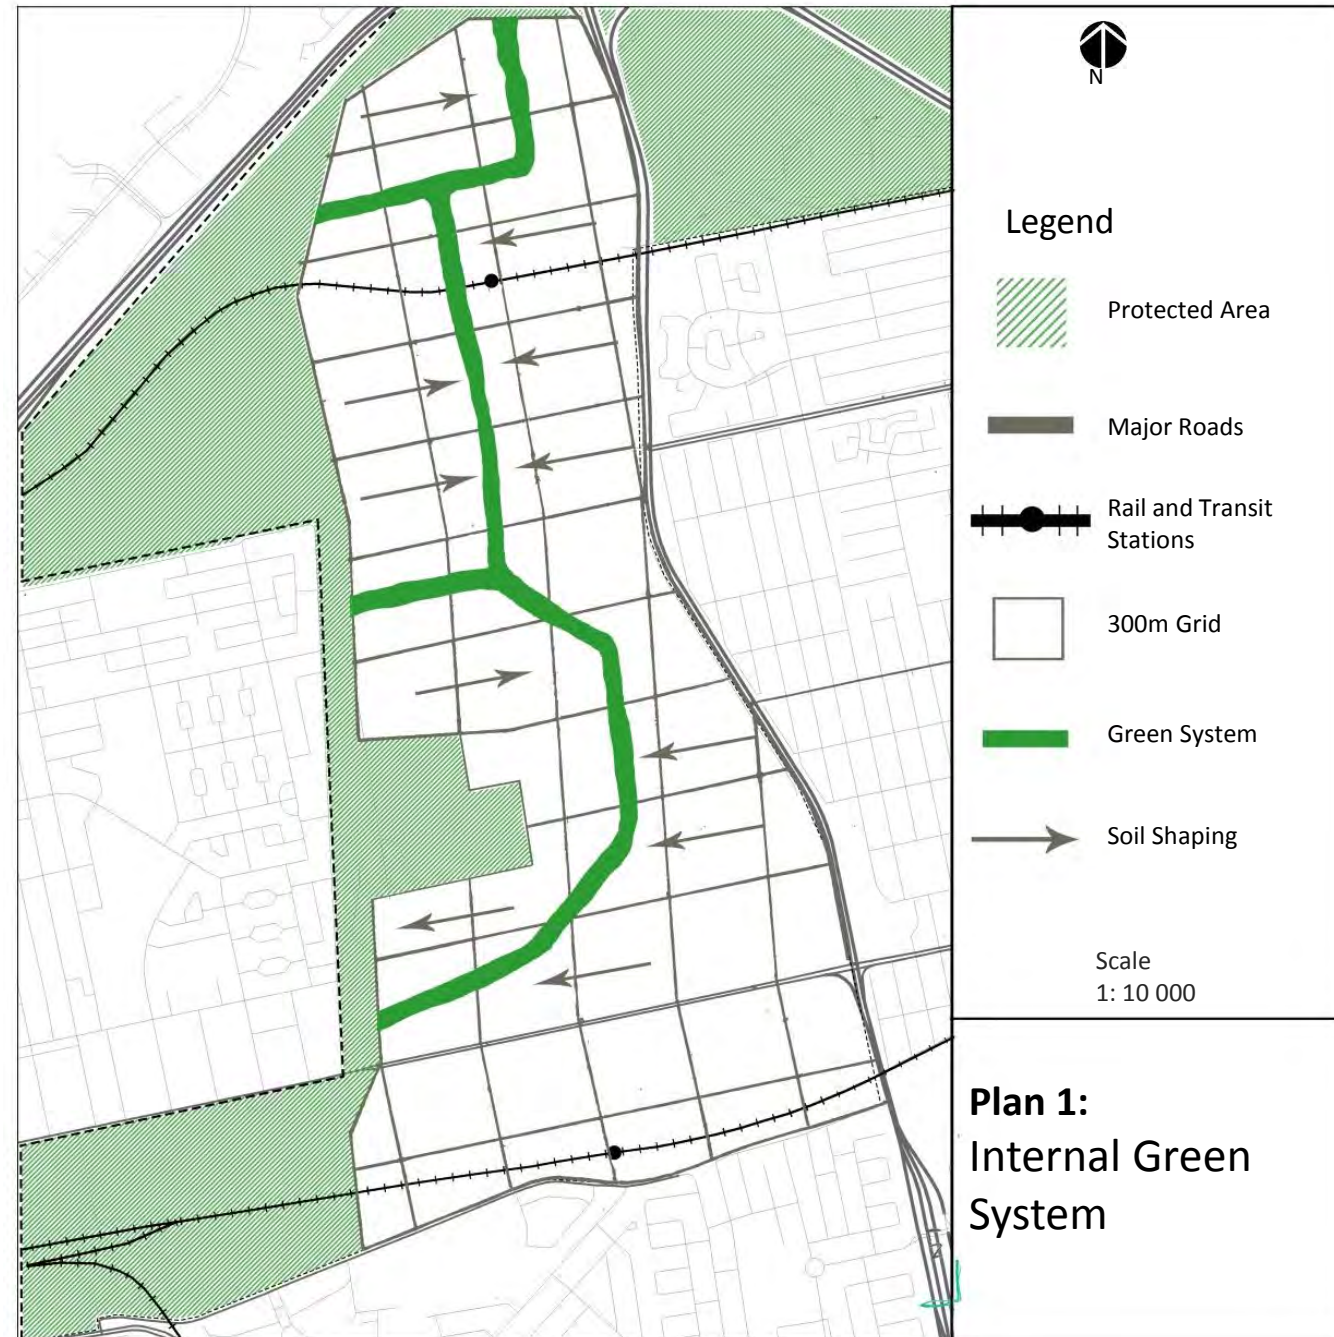 N
Legend
Protected Area
Major Roads
Rail and Transit
Stations
300m Grid
Green System
Soil Shaping
Scale
1: 10 000
Plan 1:
Internal Green
System